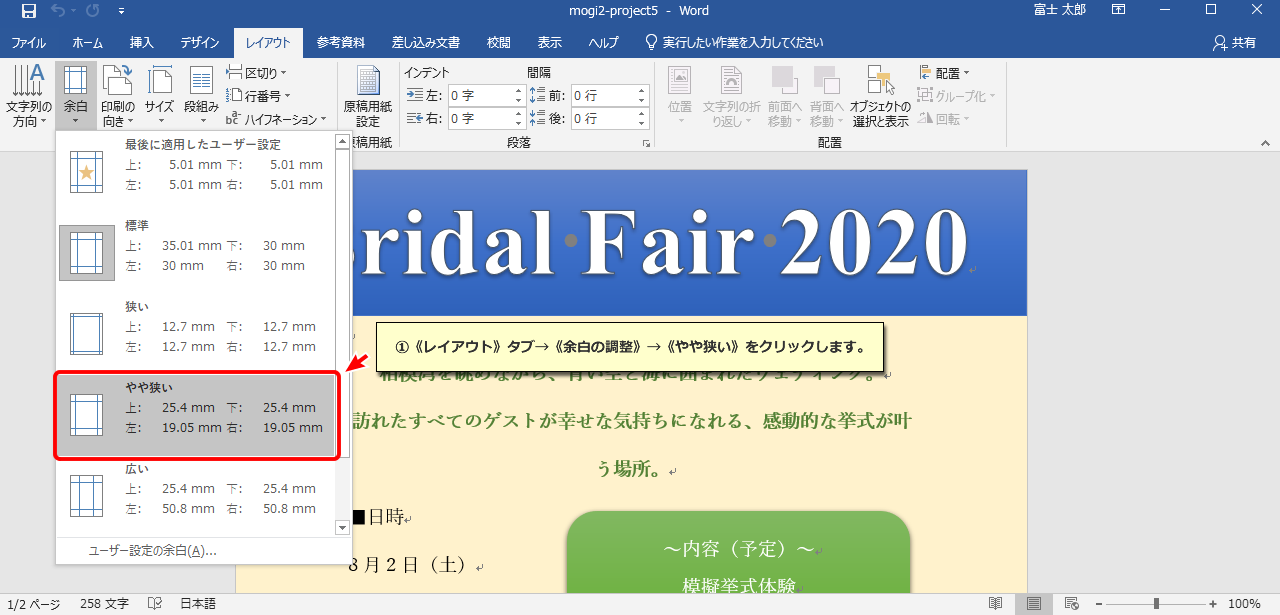 mogi2-project5 - Word
富士 太郎
ファイル ホーム 挿入 デザイン レイアウト 参考資料 差し込み文書 校閲 表示 ヘルプ 実行したい作業を入力してください 共有
文字列の方向
余白
印刷の向き
サイズ
段組み
区切り
行番号
ハイフネーション
原稿用紙設定
原稿用紙
インデント 間隔
左: 0 字 前: 0 行
右: 0 字 後: 0 行
段落
位置
文字列の折り返し
前面へ移動
背面へ移動
オブジェクトの選択と表示
配置
グループ化
回転
配置
最後に適用したユーザー設定
上: 5.01 mm 下: 5.01 mm
左: 5.01 mm 右: 5.01 mm
標準
上: 35.01 mm 下: 30 mm
左: 30 mm 右: 30 mm
狭い
上: 12.7 mm 下: 12.7 mm
左: 12.7 mm 右: 12.7 mm
やや狭い
上: 25.4 mm 下: 25.4 mm
左: 19.05 mm 右: 19.05 mm
広い
上: 25.4 mm 下: 25.4 mm
左: 50.8 mm 右: 50.8 mm
ユーザー設定の余白(A)...
ridal Fair 2020
①《レイアウト》タブ→《余白の調整》→《やや狭い》をクリックします。
相模湾を眺めながら、青い空と海に囲まれたウェディング。
訪れたすべてのゲストが幸せな気持ちになれる、感動的な挙式が叶
う場所。
■日時
8月2日（土）
～内容（予定）～
模擬挙式体験
1/2 ページ 258 文字 日本語 100%